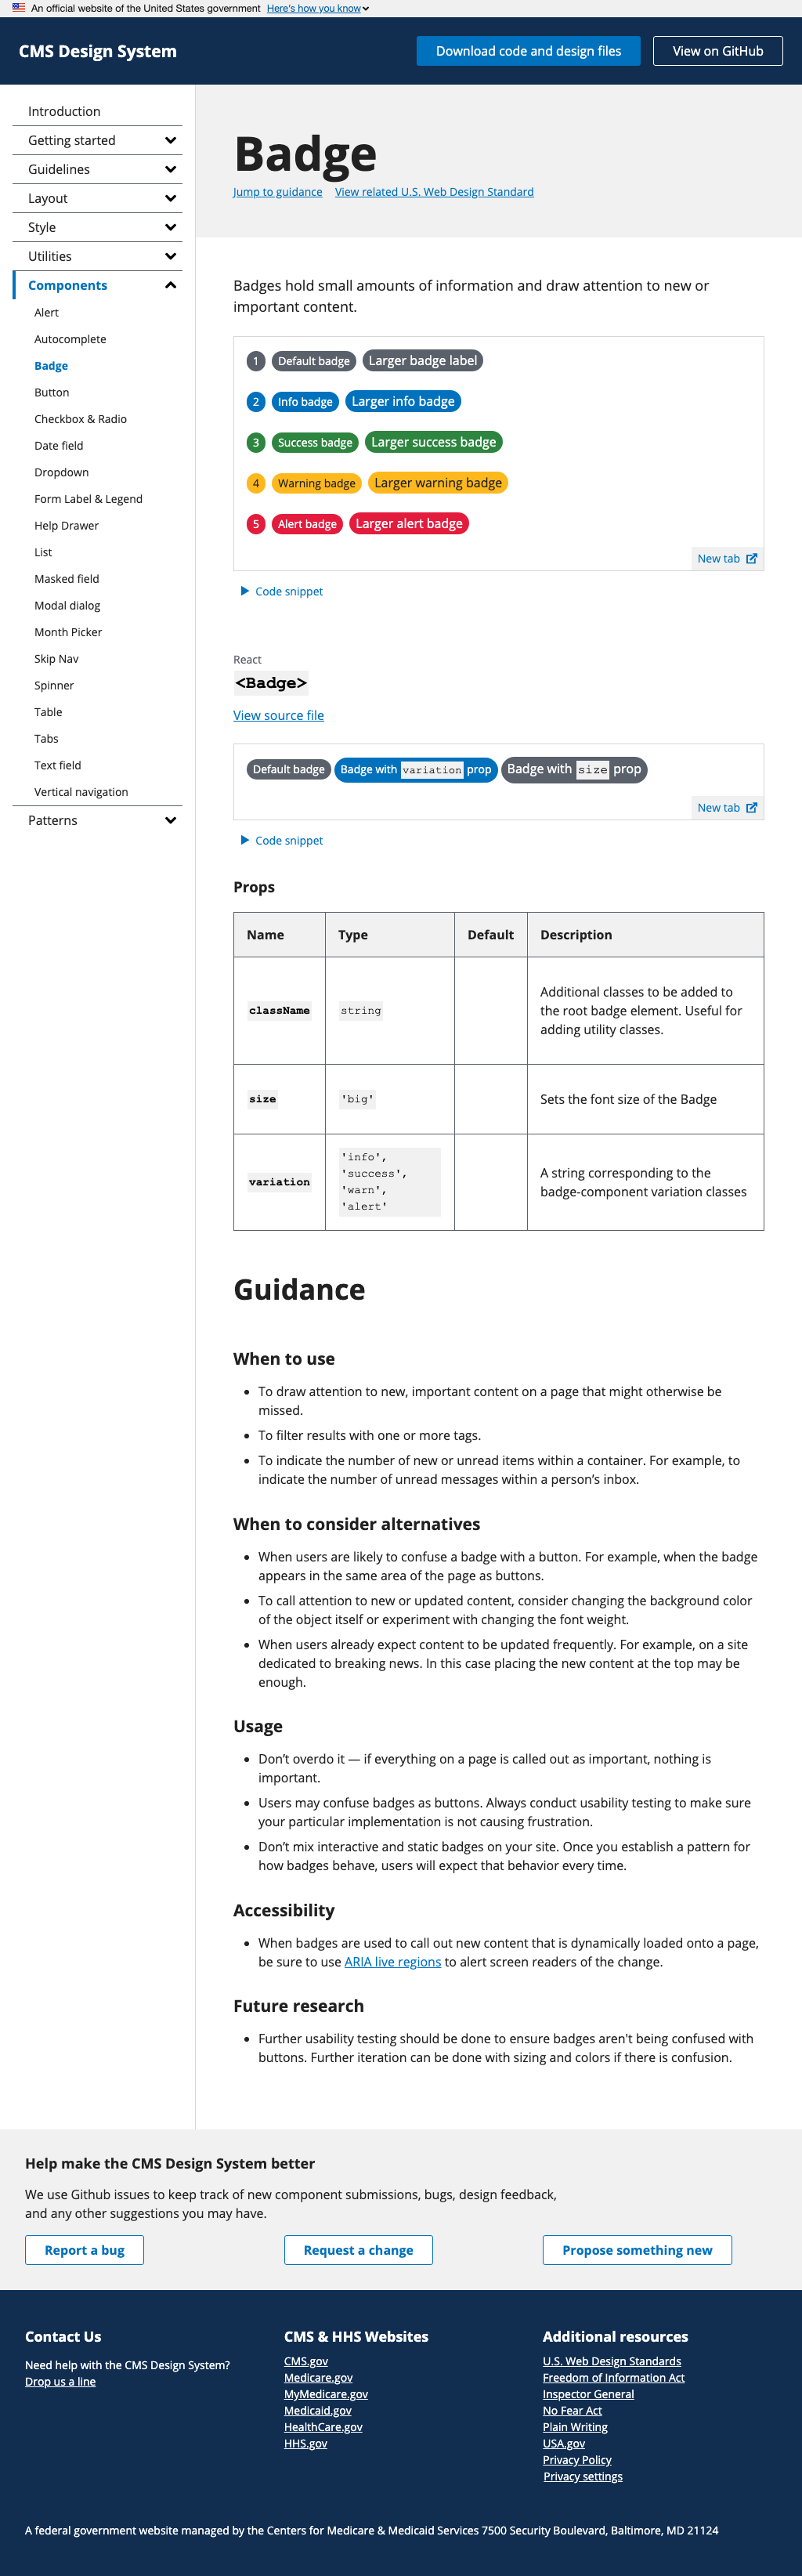 An official website of the United States government Here's how you know
CMS Design System
Download code and design files
View on GitHub
Introduction
Getting started
Guidelines
Layout
Style
Utilities
Components
Alert
Autocomplete
Badge
Button
Checkbox & Radio
Date field
Dropdown
Form Label & Legend
Help Drawer
List
Masked field
Modal dialog
Month Picker
Skip Nav
Spinner
Table
Tabs
Text field
Vertical navigation
Patterns
Badge
Jump to guidance View related U.S. Web Design Standard
Badges hold small amounts of information and draw attention to new or
important content.
1 Default badge Larger badge label
2 Info badge Larger info badge
3 Success badge Larger success badge
4 Warning badge Larger warning badge
5 Alert badge Larger alert badge
New tab
Code snippet
React
<Badge>
View source file
Default badge Badge with variation prop Badge with size prop
New tab
Code snippet
Props
Name Type Default Description
className string Additional classes to be added to
the root badge element. Useful for
adding utility classes.
size 'big' Sets the font size of the Badge
variation
'info',
'success',
'warn',
'alert'
A string corresponding to the
badge-component variation classes
Guidance
When to use
To draw attention to new, important content on a page that might otherwise be
missed.
To filter results with one or more tags.
To indicate the number of new or unread items within a container. For example, to
indicate the number of unread messages within a person’s inbox.
When to consider alternatives
When users are likely to confuse a badge with a button. For example, when the badge
appears in the same area of the page as buttons.
To call attention to new or updated content, consider changing the background color
of the object itself or experiment with changing the font weight.
When users already expect content to be updated frequently. For example, on a site
dedicated to breaking news. In this case placing the new content at the top may be
enough.
Usage
Don’t overdo it — if everything on a page is called out as important, nothing is
important.
Users may confuse badges as buttons. Always conduct usability testing to make sure
your particular implementation is not causing frustration.
Don’t mix interactive and static badges on your site. Once you establish a pattern for
how badges behave, users will expect that behavior every time.
Accessibility
When badges are used to call out new content that is dynamically loaded onto a page,
be sure to use ARIA live regions to alert screen readers of the change.
Future research
Further usability testing should be done to ensure badges aren't being confused with
buttons. Further iteration can be done with sizing and colors if there is confusion.
Help make the CMS Design System better
We use Github issues to keep track of new component submissions, bugs, design feedback,
and any other suggestions you may have.
Report a bug
Request a change
Propose something new
Contact Us
Need help with the CMS Design System?
Drop us a line
CMS & HHS Websites
CMS.gov
Medicare.gov
MyMedicare.gov
Medicaid.gov
HealthCare.gov
HHS.gov
Additional resources
U.S. Web Design Standards
Freedom of Information Act
Inspector General
No Fear Act
Plain Writing
USA.gov
Privacy Policy
Privacy settings
A federal government website managed by the Centers for Medicare & Medicaid Services 7500 Security Boulevard, Baltimore, MD 21124